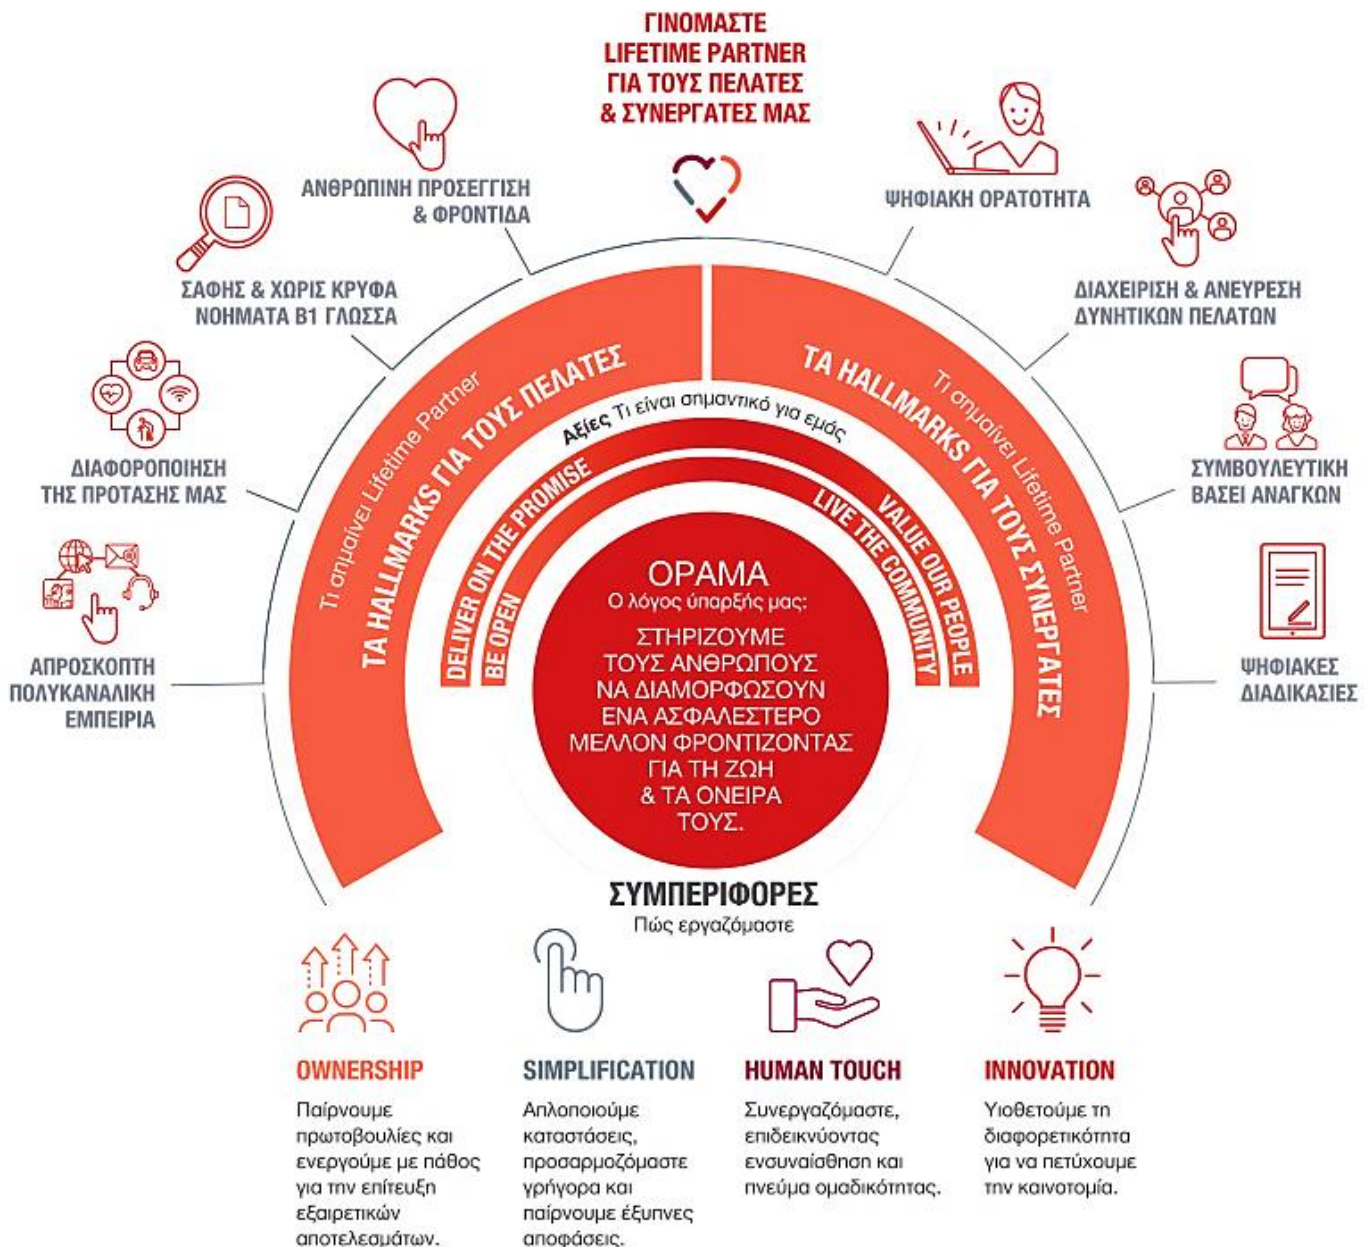 ΓΙΝΟΜΑΣΤΕ
LIFETIME PARTNER
ΓΙΑ ΤΟΥΣ ΠΕΛΑΤΕΣ
& ΣΥΝΕΡΓΑΤΕΣ ΜΑΣ
ΑΝΘΡΩΠΙΝΗ ΠΡΟΣΕΓΓΙΣΗ
& ΦΡΟΝΤΙΔΑ
ΣΑΦΗΣ & ΧΩΡΙΣ ΚΡΥΦΑ
ΝΟΗΜΑΤΑ Β1 ΓΛΩΣΣΑ
ΔΙΑΦΟΡΟΠΟΙΗΣΗ
ΤΗΣ ΠΡΟΤΑΣΗΣ ΜΑΣ
ΑΠΡΟΣΚΟΠΤΗ
ΠΟΛΥΚΑΝΑΛΙΚΗ
ΕΜΠΕΙΡΙΑ
ΨΗΦΙΑΚΗ ΟΡΑΤΟΤΗΤΑ
ΔΙΑΧΕΙΡΙΣΗ & ΑΝΕΥΡΕΣΗ
ΔΥΝΗΤΙΚΩΝ ΠΕΛΑΤΩΝ
ΣΥΜΒΟΥΛΕΥΤΙΚΗ
ΒΑΣΕΙ ΑΝΑΓΚΩΝ
ΨΗΦΙΑΚΕΣ
ΔΙΑΔΙΚΑΣΙΕΣ
Τι σημαίνει Lifetime Partner
ΤΑ HALLMARKS ΓΙΑ ΤΟΥΣ ΠΕΛΑΤΕΣ
Τι σημαίνει Lifetime Partner
ΤΑ HALLMARKS ΓΙΑ ΤΟΥΣ ΣΥΝΕΡΓΑΤΕΣ
Αξίες Τι είναι σημαντικό για εμάς
DELIVER ON THE PROMISE
VALUE OUR PEOPLE
BE OPEN
LIVE THE COMMUNITY
ΟΡΑΜΑ
Ο λόγος ύπαρξής μας:
ΣΤΗΡΙΖΟΥΜΕ
ΤΟΥΣ ΑΝΘΡΩΠΟΥΣ
ΝΑ ΔΙΑΜΟΡΦΩΣΟΥΝ
ΕΝΑ ΑΣΦΑΛΕΣΤΕΡΟ
ΜΕΛΛΟΝ ΦΡΟΝΤΙΖΟΝΤΑΣ
ΓΙΑ ΤΗ ΖΩΗ
& ΤΑ ΟΝΕΙΡΑ
ΤΟΥΣ.
ΣΥΜΠΕΡΙΦΟΡΕΣ
Πώς εργαζόμαστε
OWNERSHIP
Παίρνουμε
πρωτοβουλίες και
ενεργούμε με πάθος
για την επίτευξη
εξαιρετικών
αποτελεσμάτων.
SIMPLIFICATION
Απλοποιούμε
καταστάσεις,
προσαρμοζόμαστε
γρήγορα και
παίρνουμε έξυπνες
αποφάσεις.
HUMAN TOUCH
Συνεργαζόμαστε,
επιδεικνύοντας
ενσυναίσθηση και
πνεύμα ομαδικότητας.
INNOVATION
Υιοθετούμε τη
διαφορετικότητα
για να πετύχουμε
την καινοτομία.